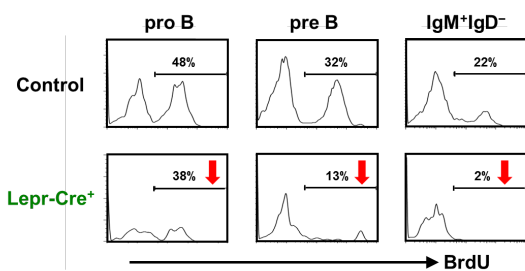 pro B
pre B
IgM⁺IgD⁻
Control
48%
32%
22%
Lepr-Cre⁺
38%
13%
2%
BrdU